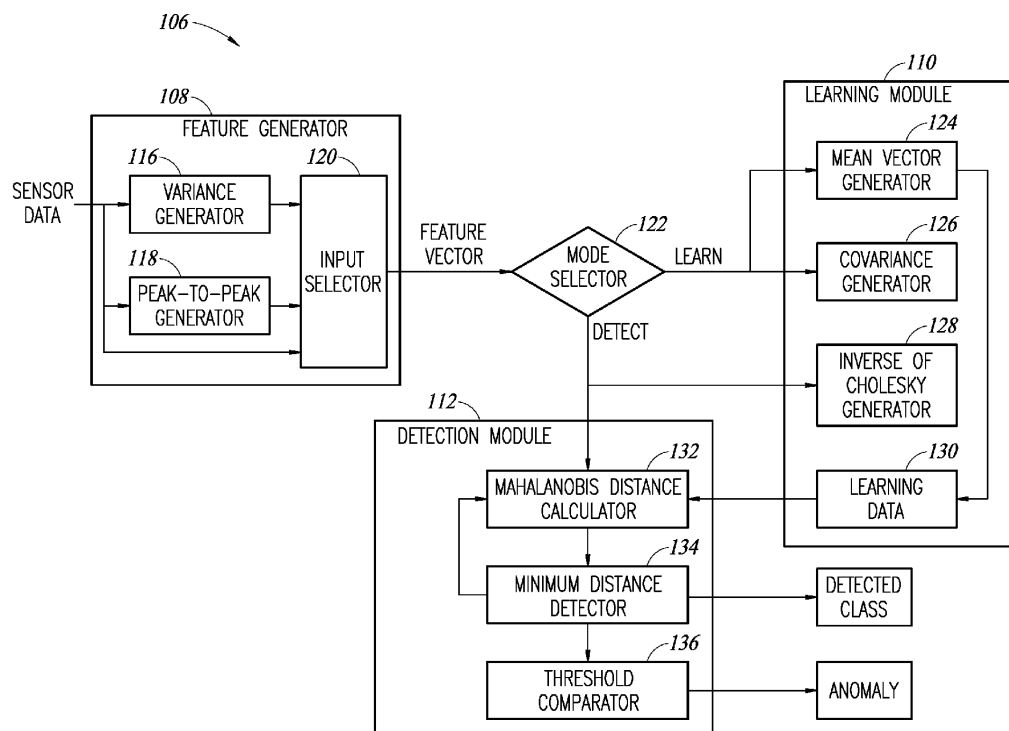 106
108
FEATURE GENERATOR
SENSOR
DATA
116
VARIANCE
GENERATOR
118
PEAK-TO-PEAK
GENERATOR
120
INPUT
SELECTOR
FEATURE
VECTOR
122
MODE
SELECTOR
LEARN
DETECT
110
LEARNING MODULE
124
MEAN VECTOR
GENERATOR
126
COVARIANCE
GENERATOR
128
INVERSE OF
CHOLESKY
GENERATOR
130
LEARNING
DATA
112
DETECTION MODULE
132
MAHALANOBIS DISTANCE
CALCULATOR
134
MINIMUM DISTANCE
DETECTOR
136
THRESHOLD
COMPARATOR
DETECTED
CLASS
ANOMALY